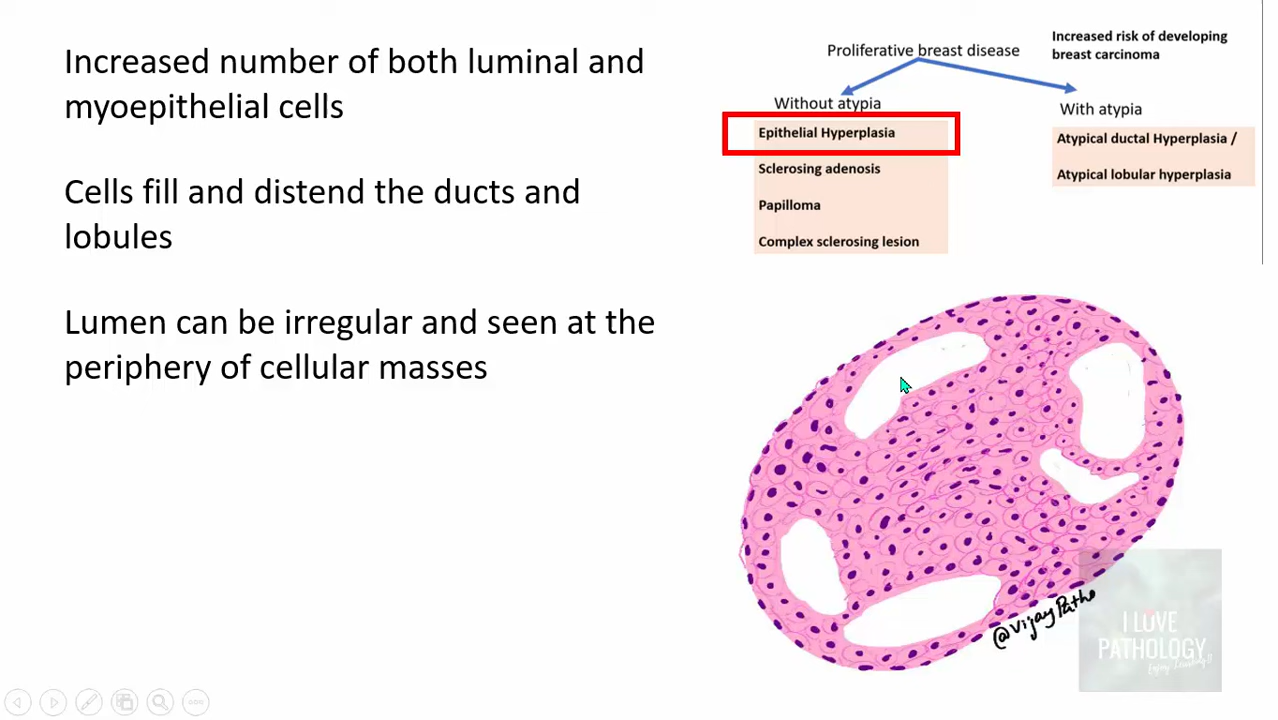 Increased number of both luminal and
myoepithelial cells
Cells fill and distend the ducts and
lobules
Lumen can be irregular and seen at the
periphery of cellular masses
Proliferative breast disease
Increased risk of developing
breast carcinoma
Without atypia
Epithelial Hyperplasia
Sclerosing adenosis
Papilloma
Complex sclerosing lesion
With atypia
Atypical ductal Hyperplasia /
Atypical lobular hyperplasia
@VijayPatho
I LOVE
PATHOLOGY
Enjoy Learning!!